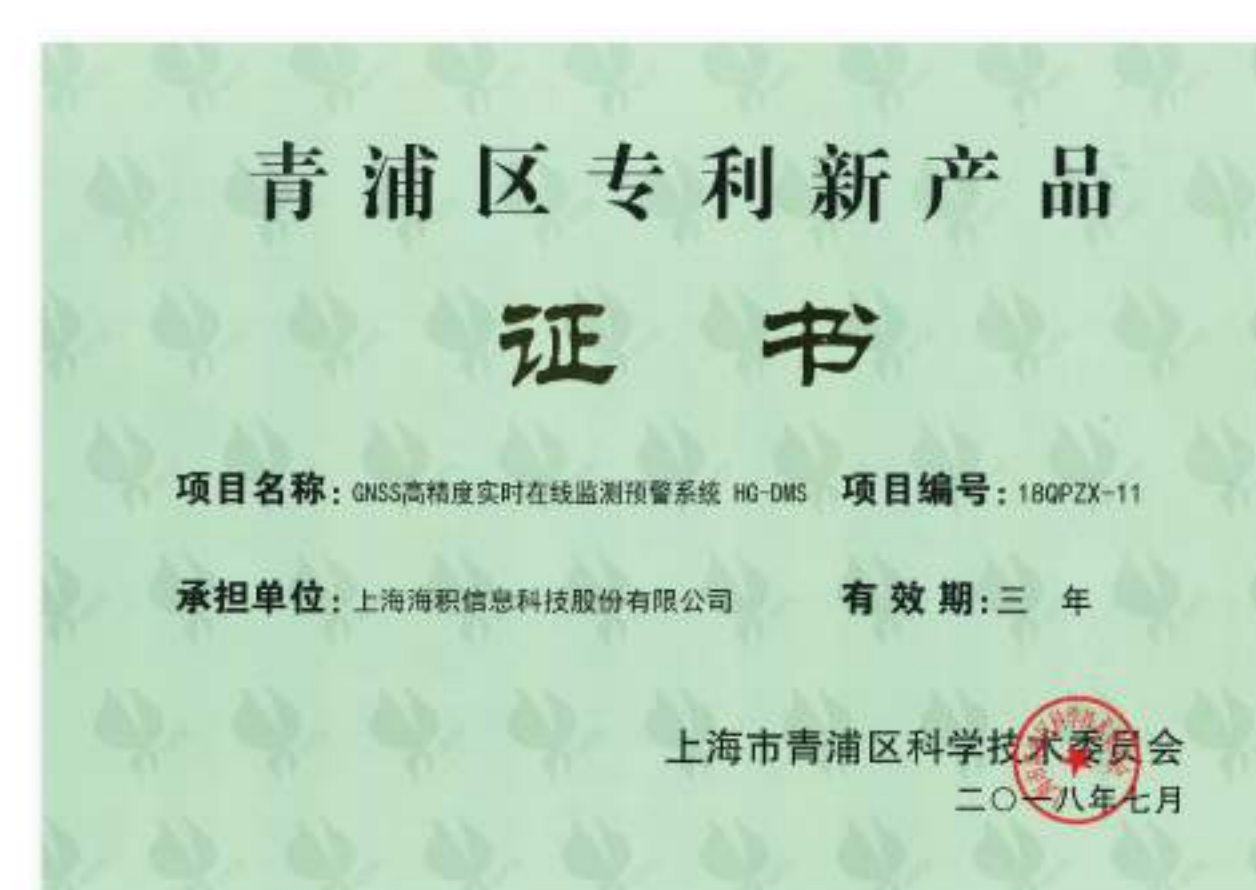 青浦区专利新产品
证书
项目名称：GNSS高精度实时在线监测预警系统 HG-DMS 项目编号：18QPZX-11
承担单位：上海海积信息科技股份有限公司 有效期：三 年
上海市青浦区科学技术委员会
二〇一八年七月